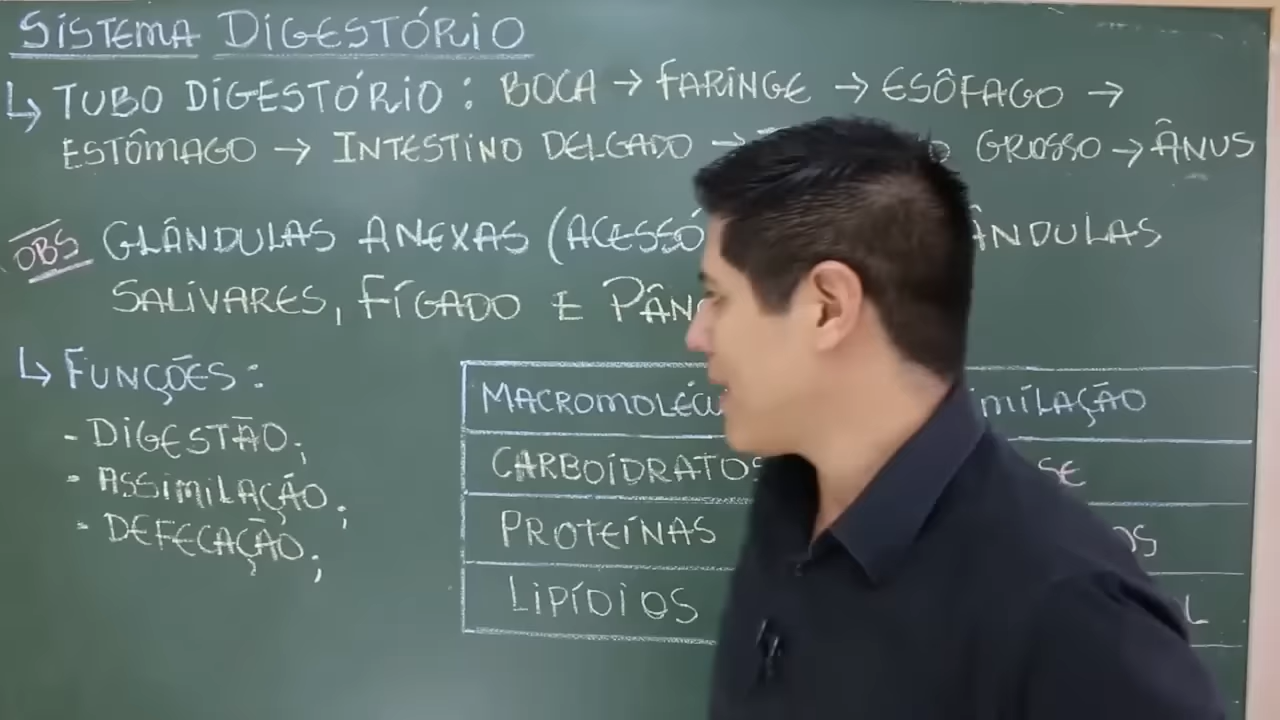 SISTEMA DIGESTÓRIO
↳ TUBO DIGESTÓRIO : BOCA → FARINGE → ESÔFAGO →
ESTÔMAGO → INTESTINO DELGADO → GROSSO → ÂNUS
OBS GLÂNDULAS ANEXAS
SALIVARES, FÍGADO E
↳ FUNÇÕES:
- DIGESTÃO;
- ASSIMILAÇÃO;
- DEFECAÇÃO;
CARBOIDRATOS
PROTEÍNAS
LIPÍDIOS